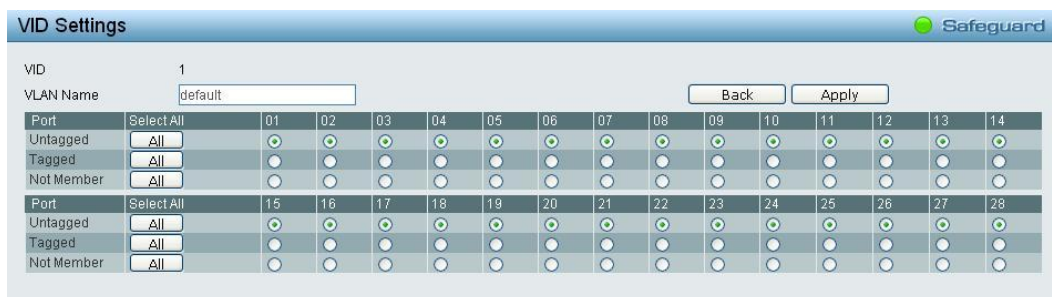 VID Settings Safeguard
VID 1
VLAN Name default Back Apply
Port Select All 01 02 03 04 05 06 07 08 09 10 11 12 13 14
Untagged All
Tagged All
Not Member All
Port Select All 15 16 17 18 19 20 21 22 23 24 25 26 27 28
Untagged All
Tagged All
Not Member All